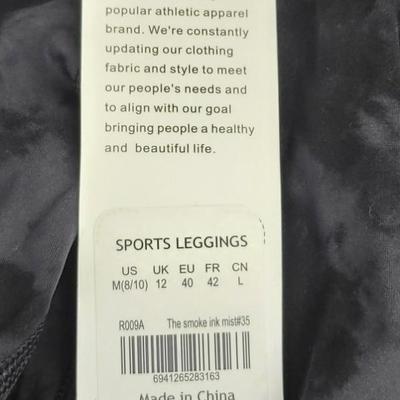 popular athletic apparel
brand. We're constantly
updating our clothing
fabric and style to meet
our people's needs and
to align with our goal
bringing people a healthy
and beautiful life.
SPORTS LEGGINGS
US UK EU FR CN
M(8/10) 12 40 42 L
R009A The smoke ink mist#35
6941265283163
Made in China